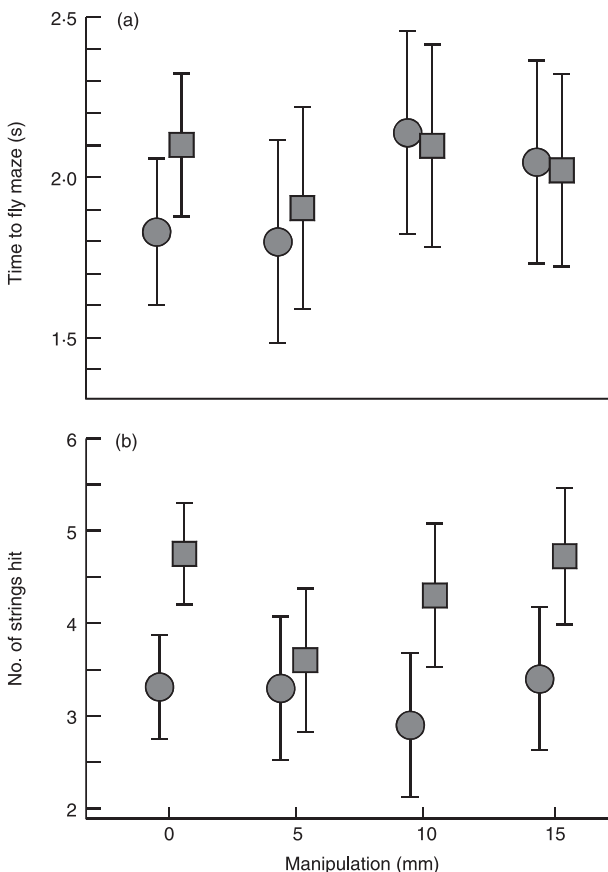 (a)
2·5
2·0
1·5
Time to fly maze (s)
(b)
6
5
4
3
2
No. of strings hit
0 5 10 15
Manipulation (mm)